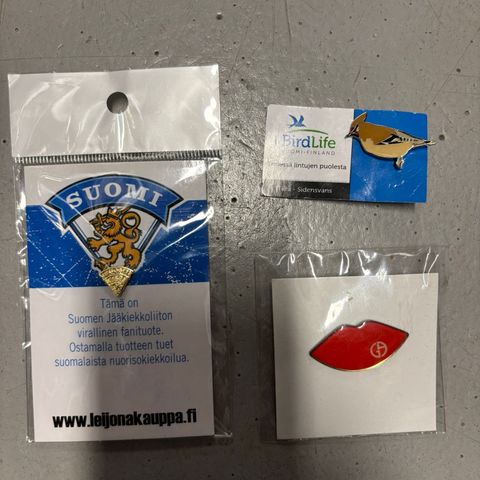 SUOMI
Tämä on
Suomen Jääkiekkoliiton
virallinen fanituote.
Ostamalla tuotteen tuet
suomalaista nuorisokiekkoilua.
www.leijonakauppa.fi
BirdLife
SUOMI-FINLAND
lintujen puolesta
- Sidensvans